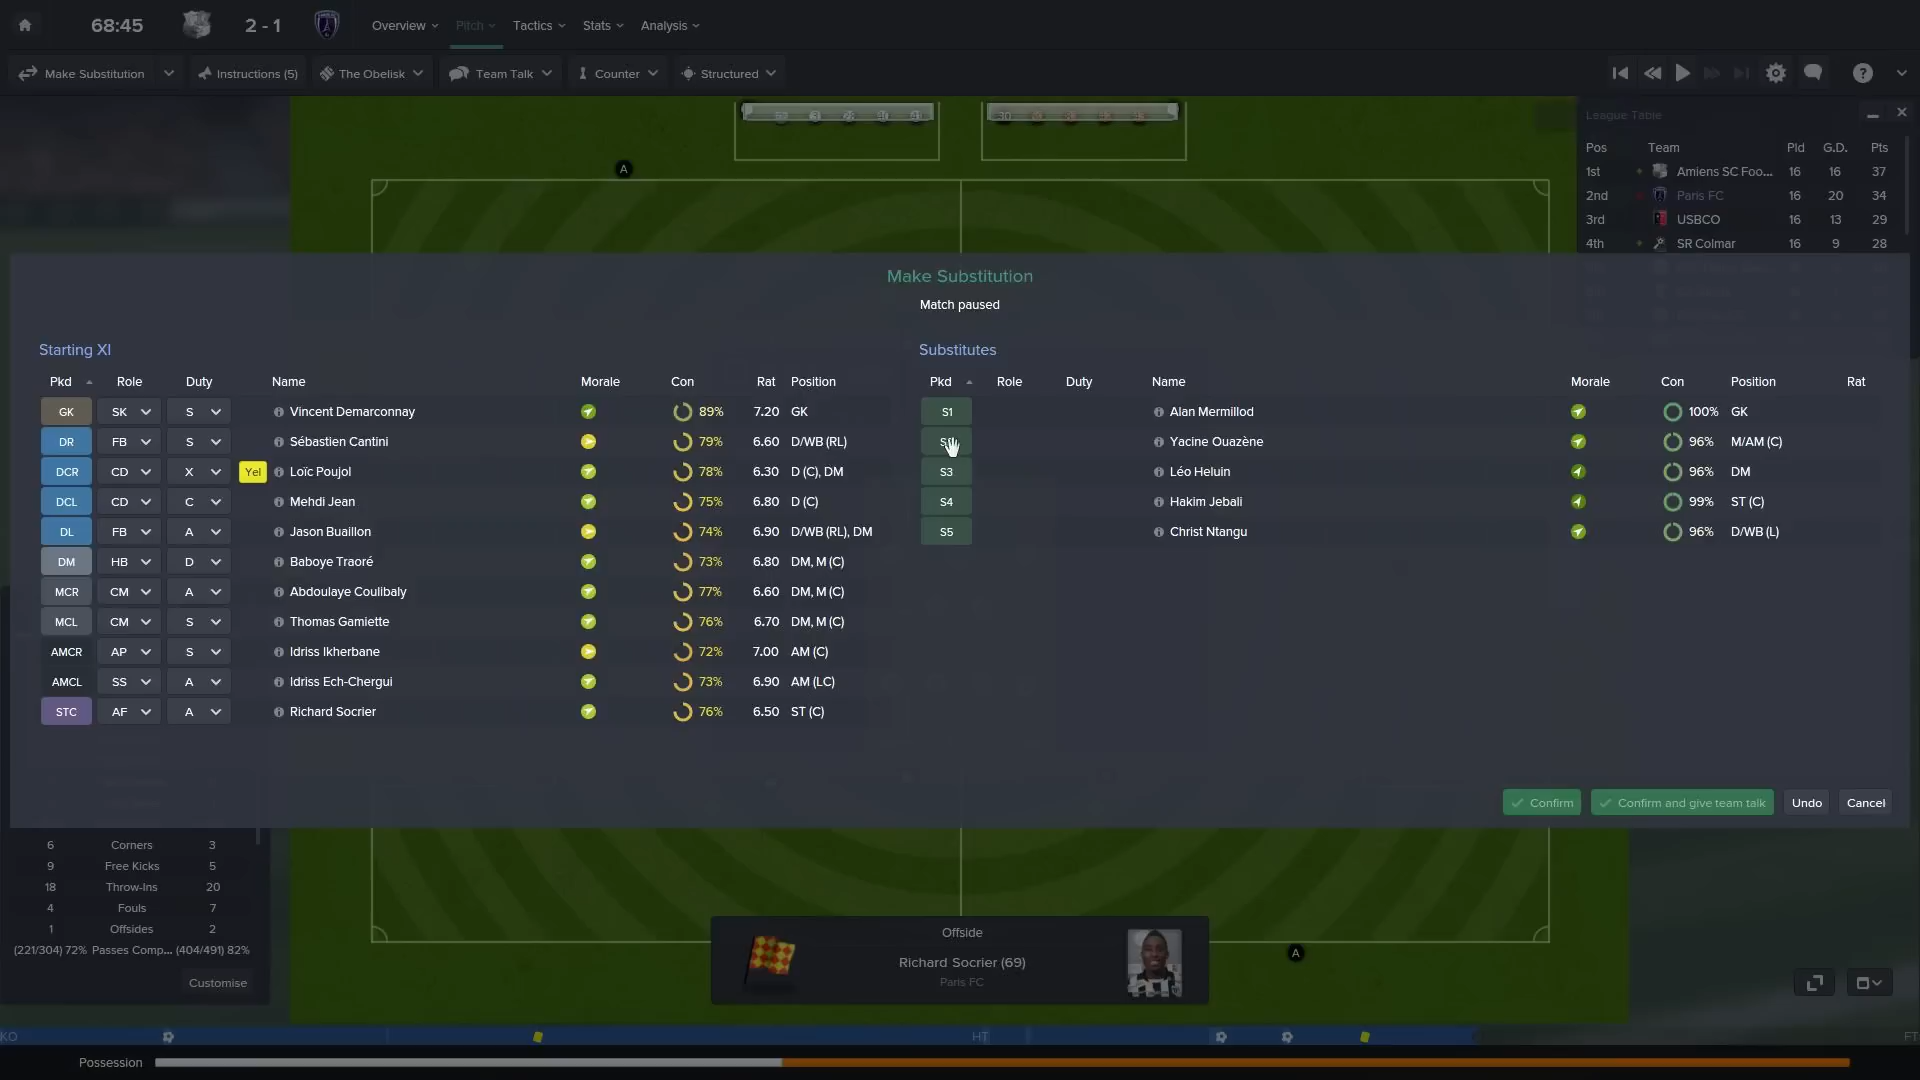 68:45 2 - 1 Overview Pitch Tactics Stats Analysis
Make Substitution Instructions (5) The Obelisk Team Talk Counter Structured
League Table
Pos Team Pld G.D. Pts
1st Amiens SC Foo... 16 16 37
2nd Paris FC 16 20 34
3rd USBCO 16 13 29
4th SR Colmar 16 9 28
A
Make Substitution
Match paused
Starting XI
Pkd Role Duty Name Morale Con Rat Position
GK SK S Vincent Demarconnay 89% 7.20 GK
DR FB S Sébastien Cantini 79% 6.60 D/WB (RL)
DCR CD X Yel Loïc Poujol 78% 6.30 D (C), DM
DCL CD C Mehdi Jean 75% 6.80 D (C)
DL FB A Jason Buaillon 74% 6.90 D/WB (RL), DM
DM HB D Baboye Traoré 73% 6.80 DM, M (C)
MCR CM A Abdoulaye Coulibaly 77% 6.60 DM, M (C)
MCL CM S Thomas Gamiette 76% 6.70 DM, M (C)
AMCR AP S Idriss Ikherbane 72% 7.00 AM (C)
AMCL SS A Idriss Ech-Chergui 73% 6.90 AM (LC)
STC AF A Richard Socrier 76% 6.50 ST (C)
Substitutes
Pkd Role Duty Name Morale Con Position Rat
S1 Alan Mermillod 100% GK
Yacine Ouazène 96% M/AM (C)
S3 Léo Heluin 96% DM
S4 Hakim Jebali 99% ST (C)
S5 Christ Ntangu 96% D/WB (L)
Confirm Confirm and give team talk Undo Cancel
6 Corners 3
9 Free Kicks 5
18 Throw-Ins 20
4 Fouls 7
1 Offsides 2
(221/304) 72% Passes Comp... (404/491) 82%
Customise
Offside
Richard Socrier (69)
Paris FC
A
KO HT FT
Possession